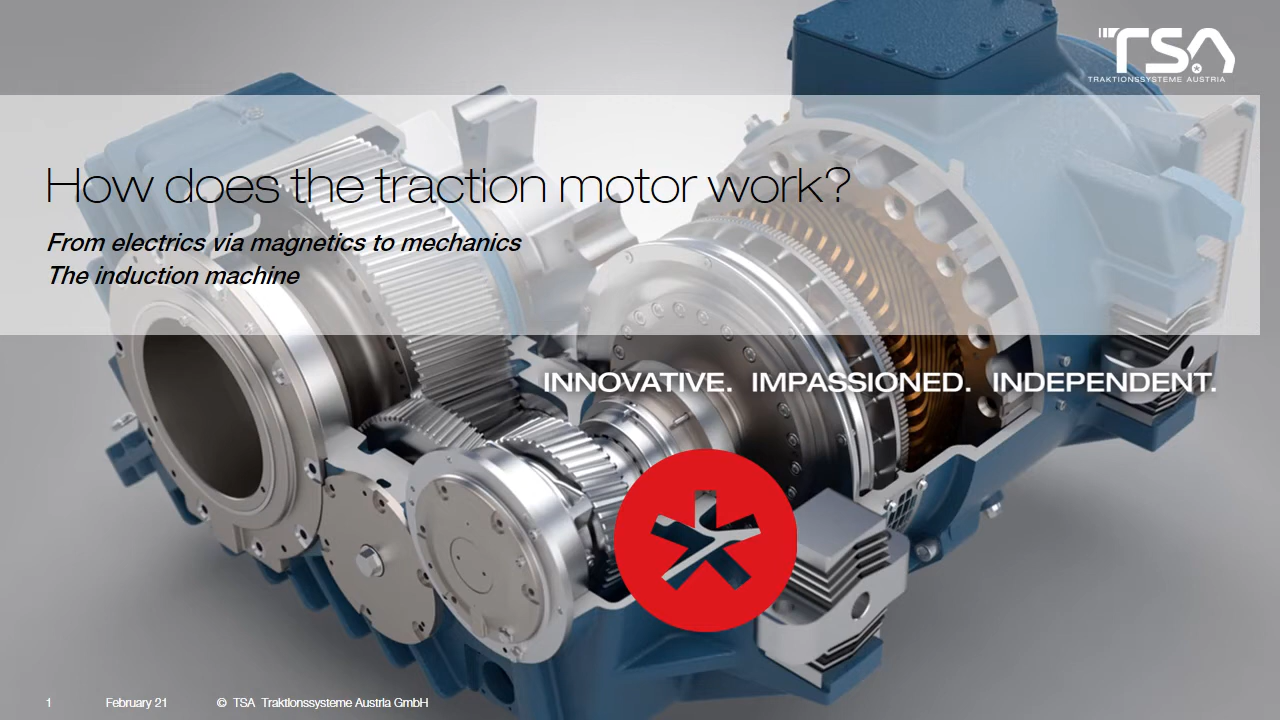 TSA
TRAKTIONSSYSTEME AUSTRIA
How does the traction motor work?
From electrics via magnetics to mechanics
The induction machine
INNOVATIVE. IMPASSIONED. INDEPENDENT.
1 February 21 © TSA Traktionssysteme Austria GmbH